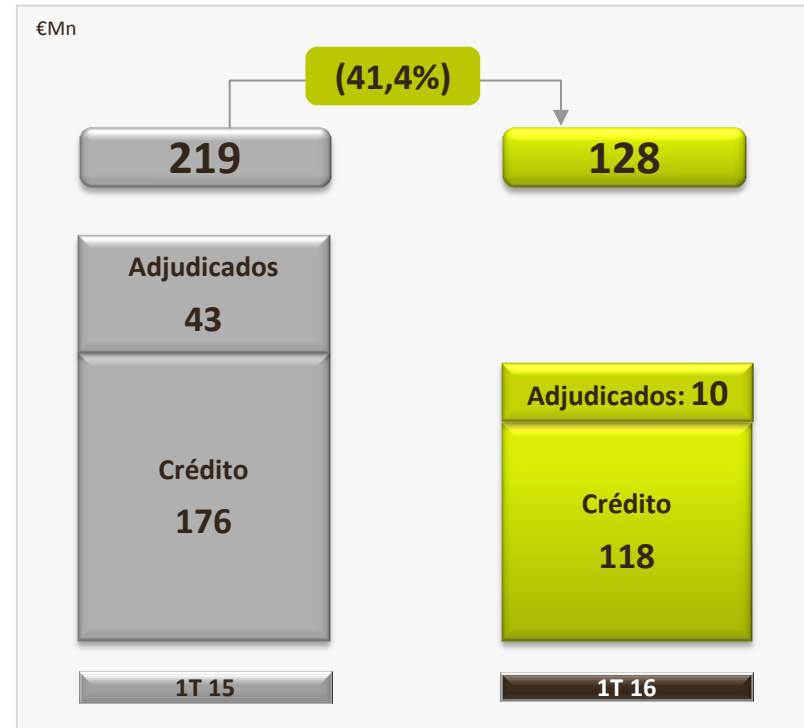 €Mn
(41,4%)
219
128
Adjudicados
43
Adjudicados: 10
Crédito
176
Crédito
118
1T 15
1T 16